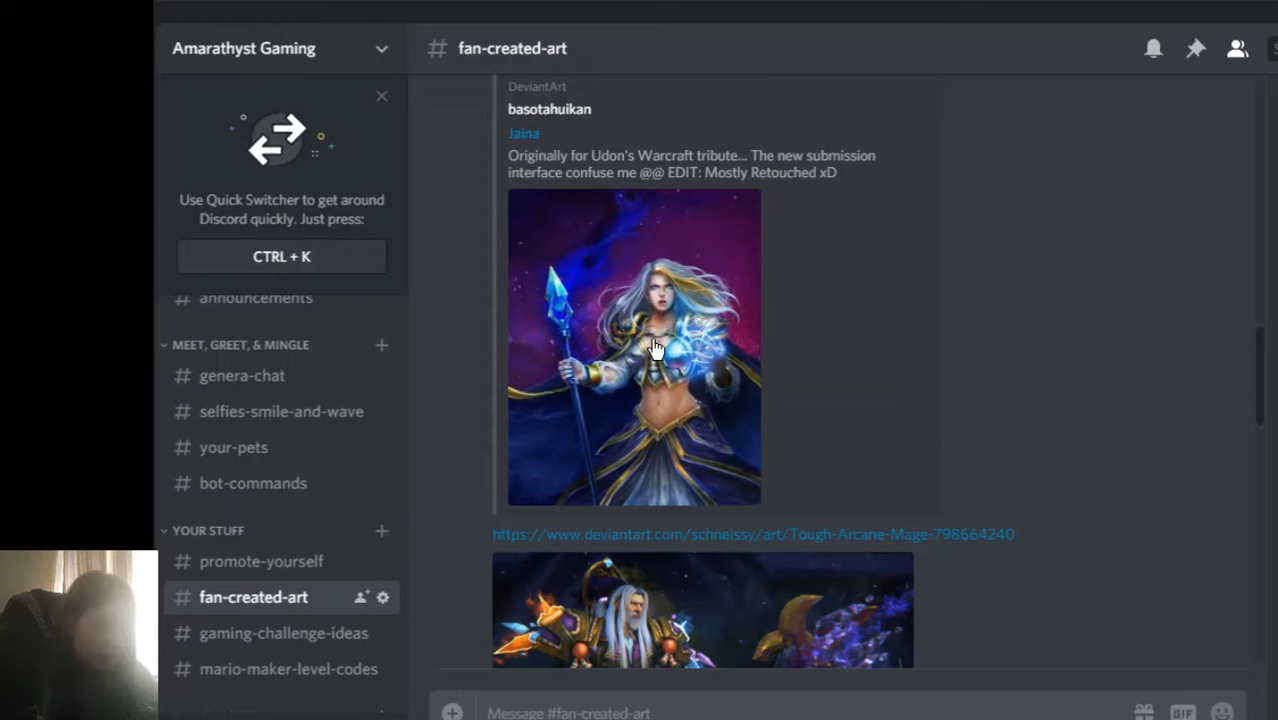 Amarathyst Gaming
Use Quick Switcher to get around
Discord quickly. Just press:
CTRL + K
announcements
MEET, GREET, & MINGLE
genera-chat
selfies-smile-and-wave
your-pets
bot-commands
YOUR STUFF
promote-yourself
fan-created-art
gaming-challenge-ideas
mario-maker-level-codes
fan-created-art
DeviantArt
basotahuikan
Jaina
Originally for Udon's Warcraft tribute... The new submission
interface confuse me @@ EDIT: Mostly Retouched xD
https://www.deviantart.com/schneissy/art/Tough-Arcane-Mage-798664240
Message #fan-created-art
GIF